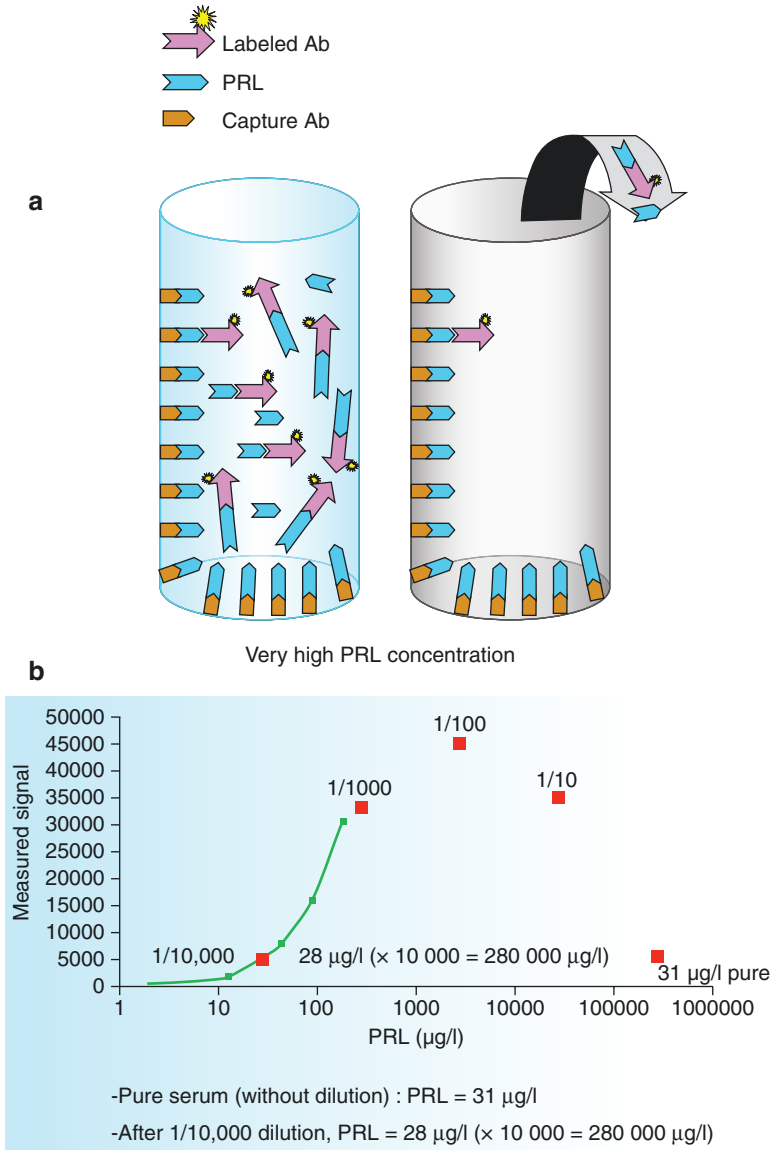 Labeled Ab
PRL
Capture Ab
a
Very high PRL concentration
b
50000
45000
40000
35000
30000
25000
20000
15000
10000
5000
0
Measured signal
1/100
1/10
1/1000
1/10,000
28 µg/l (× 10 000 = 280 000 µg/l)
31 µg/l pure
1
10
100
1000
10000
100000
1000000
PRL (µg/l)
-Pure serum (without dilution) : PRL = 31 µg/l
-After 1/10,000 dilution, PRL = 28 µg/l (× 10 000 = 280 000 µg/l)